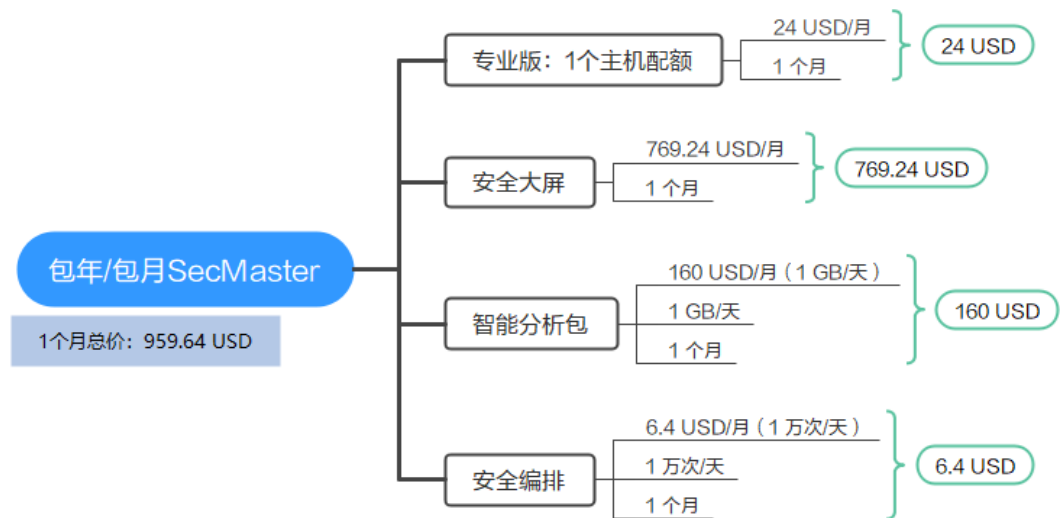 包年/包月SecMaster
1个月总价：959.64 USD
专业版：1个主机配额
24 USD/月
1 个月
24 USD
安全大屏
769.24 USD/月
1 个月
769.24 USD
智能分析包
160 USD/月（1 GB/天）
1 GB/天
1 个月
160 USD
安全编排
6.4 USD/月（1 万次/天）
1 万次/天
1 个月
6.4 USD